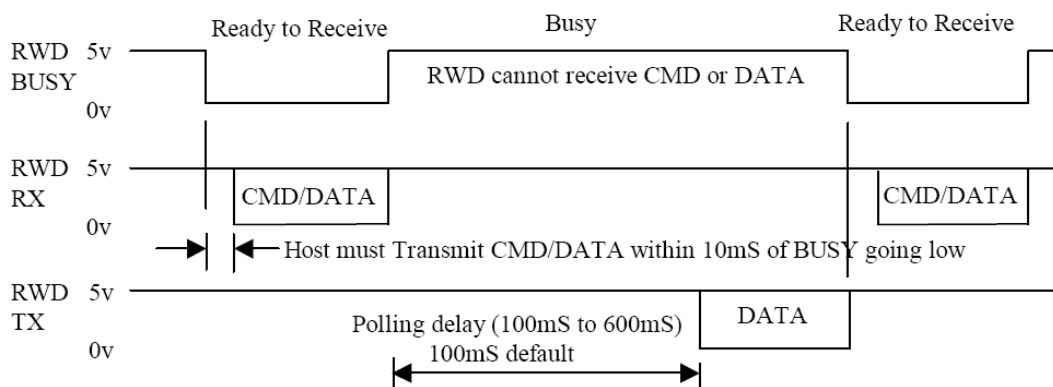 Ready to Receive Busy Ready to Receive
RWD 5v
BUSY
RWD cannot receive CMD or DATA
0v
RWD 5v
RX
CMD/DATA CMD/DATA
0v
Host must Transmit CMD/DATA within 10mS of BUSY going low
RWD 5v
TX
DATA
Polling delay (100mS to 600mS)
0v
100mS default